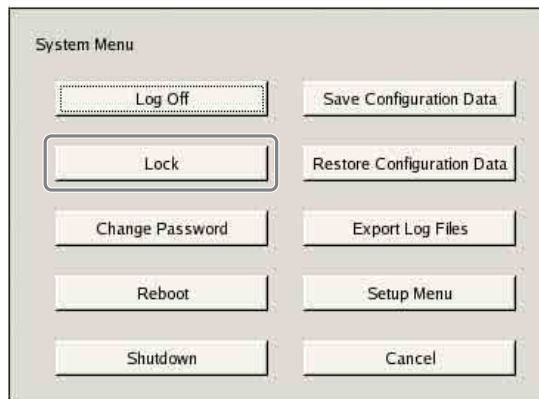 System Menu
Log Off
Save Configuration Data
Lock
Restore Configuration Data
Change Password
Export Log Files
Reboot
Setup Menu
Shutdown
Cancel